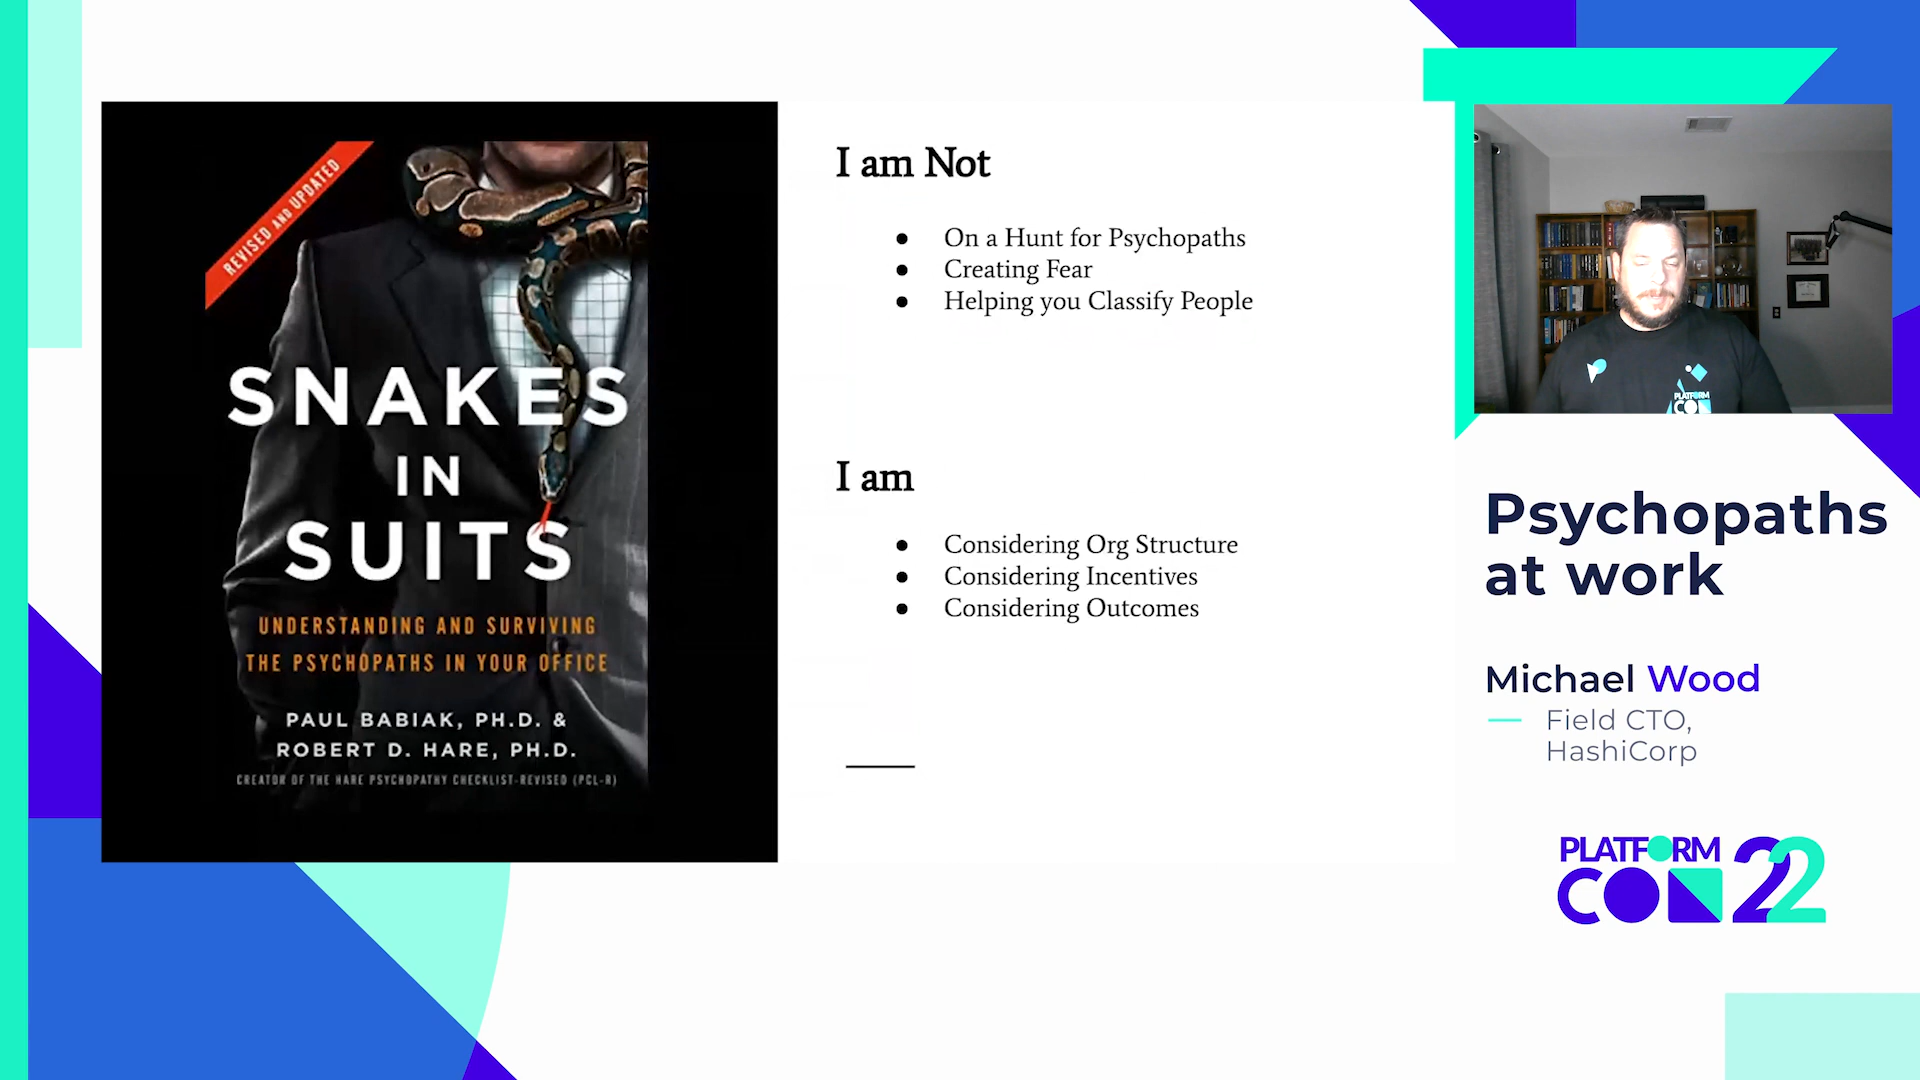 REVISED AND UPDATED
SNAKES
IN
SUITS
UNDERSTANDING AND SURVIVING
THE PSYCHOPATHS IN YOUR OFFICE
PAUL BABIAK, PH.D. &
ROBERT D. HARE, PH.D.
CREATOR OF THE HARE PSYCHOPATHY CHECKLIST-REVISED (PCL-R)
I am Not
● On a Hunt for Psychopaths
● Creating Fear
● Helping you Classify People
I am
● Considering Org Structure
● Considering Incentives
● Considering Outcomes
PLATFORM
CON
Psychopaths
at work
Michael Wood
Field CTO,
HashiCorp
PLATFORM
CON 22